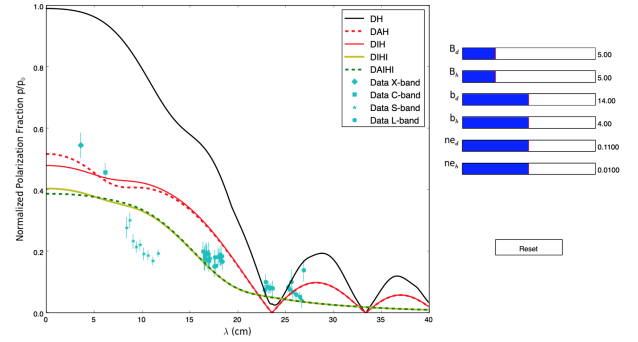 Normalized Polarization Fraction p/p₀
1.0
0.8
0.6
0.4
0.2
0.0
0
5
10
15
20
25
30
35
40
λ (cm)
DH
DAH
DIH
DIHI
DAIHI
Data X-band
Data C-band
Data S-band
Data L-band
B_d 5.00
B_h 5.00
b_d 14.00
b_h 4.00
ne_d 0.1100
ne_h 0.0100
Reset